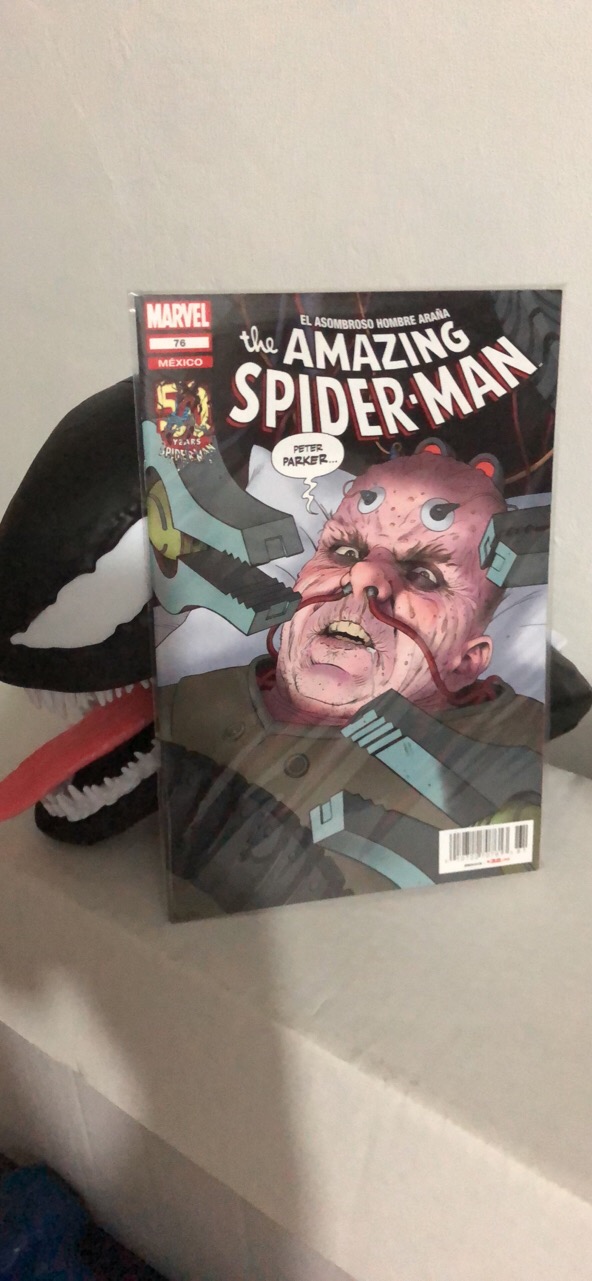 MARVEL
76
MÉXICO
50
YEARS
SPIDER-MAN
EL ASOMBROSO HOMBRE ARAÑA
the AMAZING
SPIDER-MAN
PETER
PARKER...